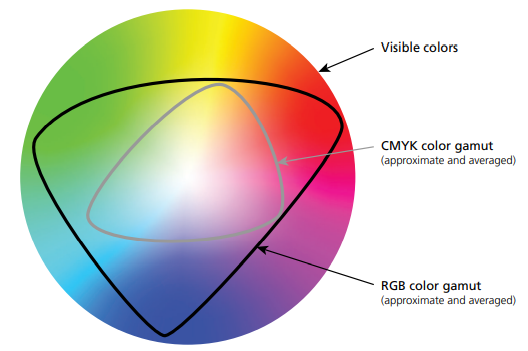 Visible colors
CMYK color gamut
(approximate and averaged)
RGB color gamut
(approximate and averaged)